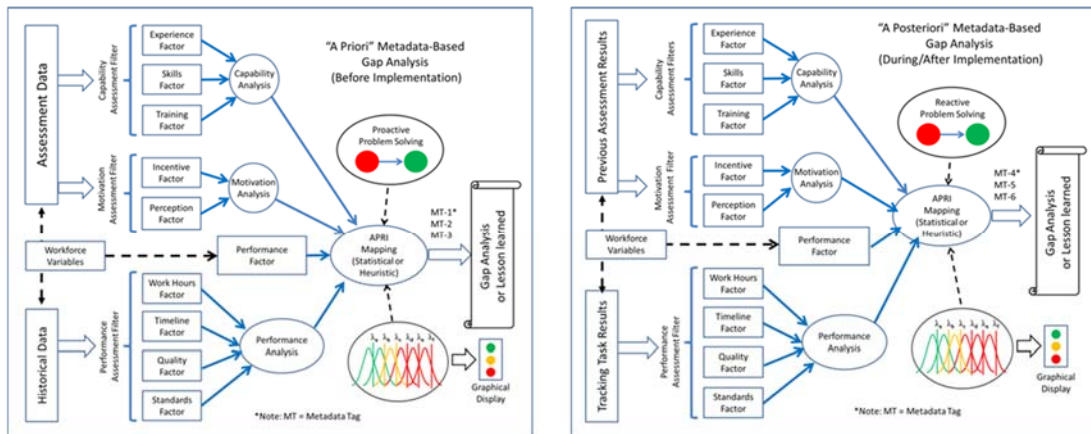 "A Priori" Metadata-Based
Gap Analysis
(Before Implementation)
Assessment Data
Historical Data
Workforce
Variables
Capability
Assessment Filter
Motivation
Assessment Filter
Performance
Assessment Filter
Experience
Factor
Skills
Factor
Training
Factor
Capability
Analysis
Incentive
Factor
Perception
Factor
Motivation
Analysis
Performance
Factor
Work Hours
Factor
Timeline
Factor
Quality
Factor
Standards
Factor
Performance
Analysis
Proactive
Problem Solving
APRI
Mapping
(Statistical or
Heuristic)
MT-1*
MT-2
MT-3
Gap Analysis
or Lesson learned
Graphical
Display
*Note: MT = Metadata Tag
"A Posteriori" Metadata-Based
Gap Analysis
(During/After Implementation)
Previous Assessment Results
Tracking Task Results
Workforce
Variables
Capability
Assessment Filters
Motivation
Assessment Filter
Performance
Assessment Filter
Experience
Factor
Skills
Factor
Training
Factor
Capability
Analysis
Incentive
Factor
Perception
Factor
Motivation
Analysis
Performance
Factor
Work Hours
Factor
Timeline
Factor
Quality
Factor
Standards
Factor
Performance
Analysis
Reactive
Problem Solving
APRI
Mapping
(Statistical or
Heuristic)
MT-4*
MT-5
MT-6
Gap Analysis
or Lesson learned
Graphical
Display
*Note: MT = Metadata Tag